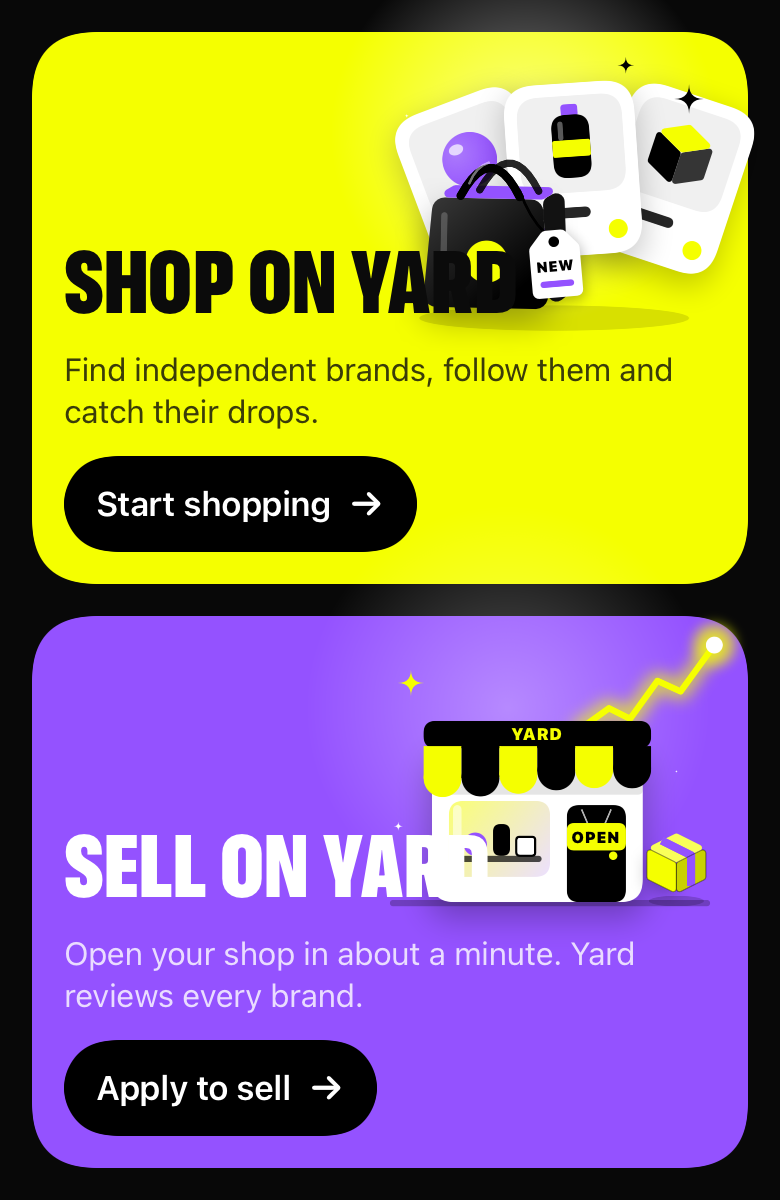 NEW
SHOP ON YARD
Find independent brands, follow them and
catch their drops.
Start shopping
YARD
OPEN
SELL ON YARD
Open your shop in about a minute. Yard
reviews every brand.
Apply to sell